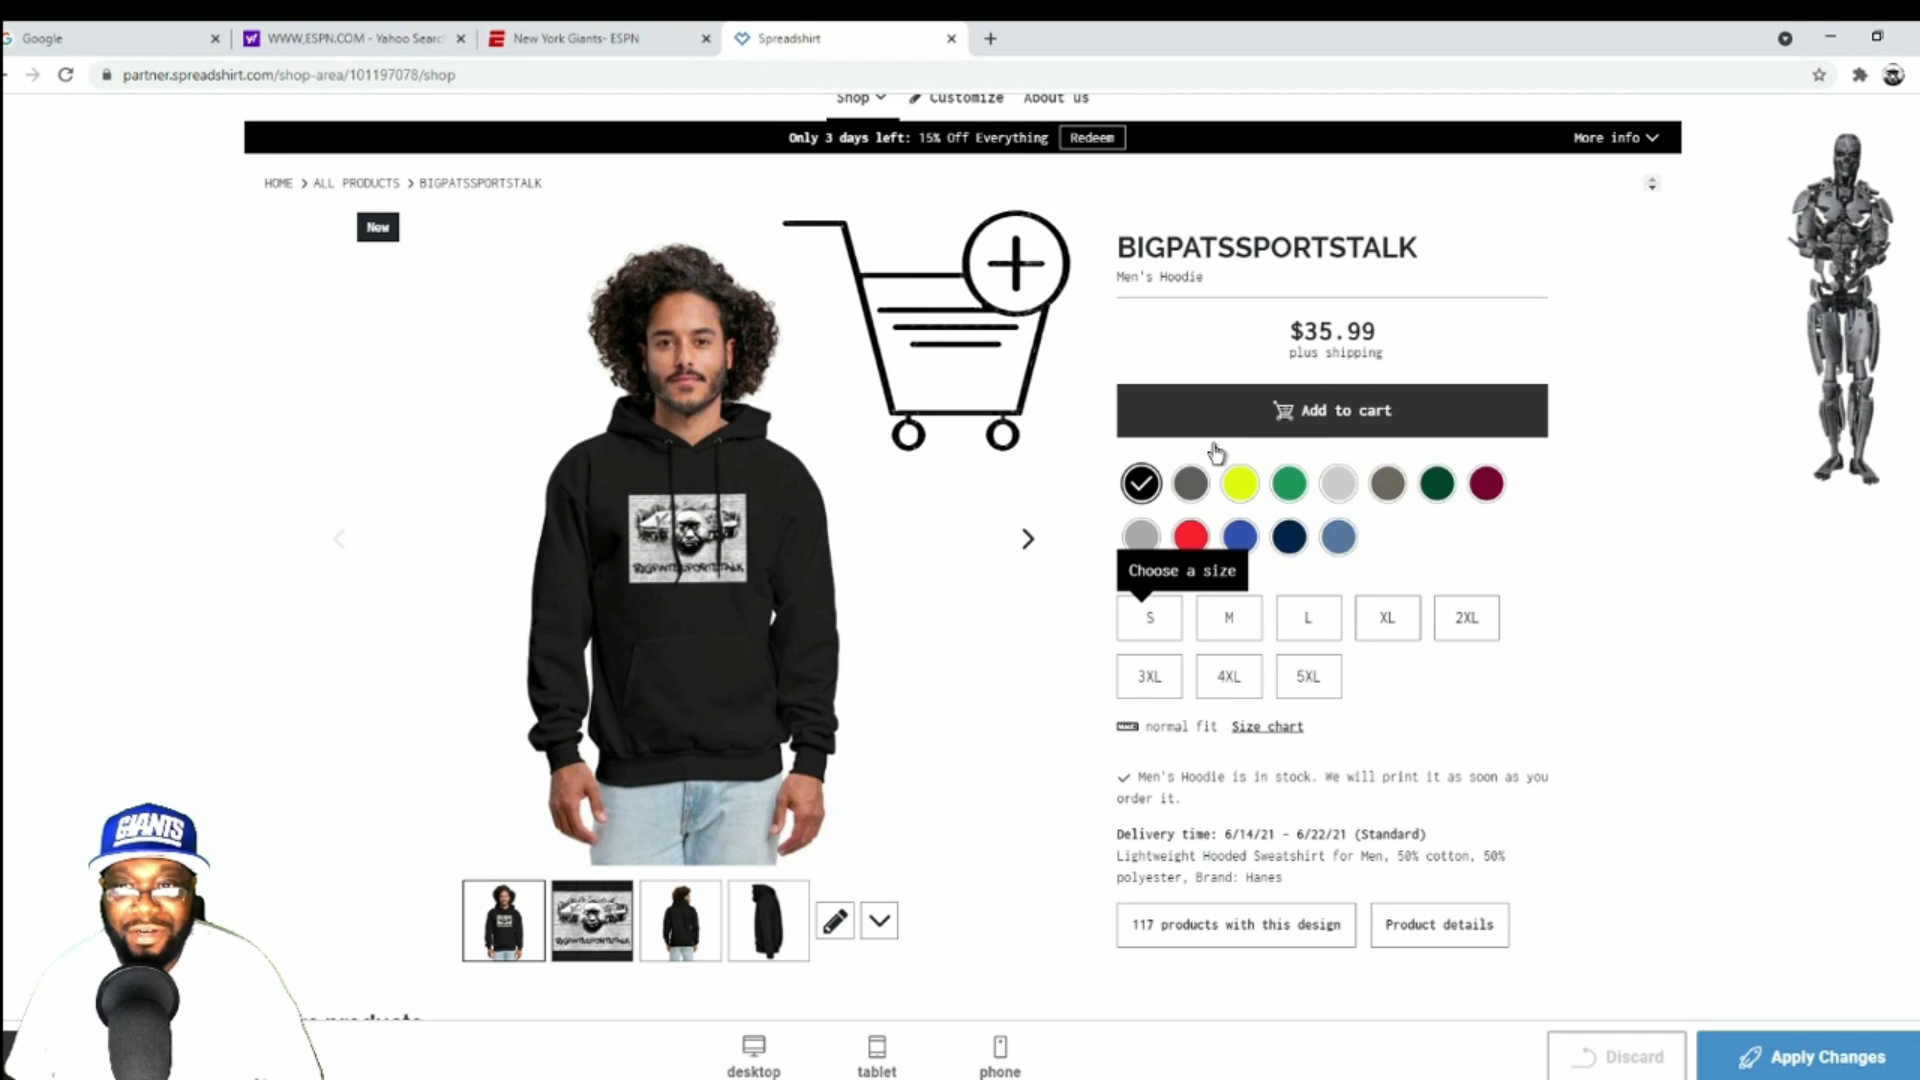 Google
WWW.ESPN.COM - Yahoo Searc
New York Giants- ESPN
Spreadshirt
partner.spreadshirt.com/shop-area/101197078/shop
Shop
Customize
About us
Only 3 days left: 15% Off Everything
Redeem
More info
HOME > ALL PRODUCTS > BIGPATSSPORTSTALK
New
BIGPATSSPORTSTALK
Men's Hoodie
$35.99
plus shipping
Add to cart
BIGPATSSPORTSTALK
Choose a size
S M L XL 2XL
3XL 4XL 5XL
normal fit Size chart
Men's Hoodie is in stock. We will print it as soon as you
order it.
Delivery time: 6/14/21 - 6/22/21 (Standard)
Lightweight Hooded Sweatshirt for Men, 50% cotton, 50%
polyester, Brand: Hanes
117 products with this design
Product details
GIANTS
BIGPATSSPORTSTALK
products
desktop
tablet
phone
Discard
Apply Changes